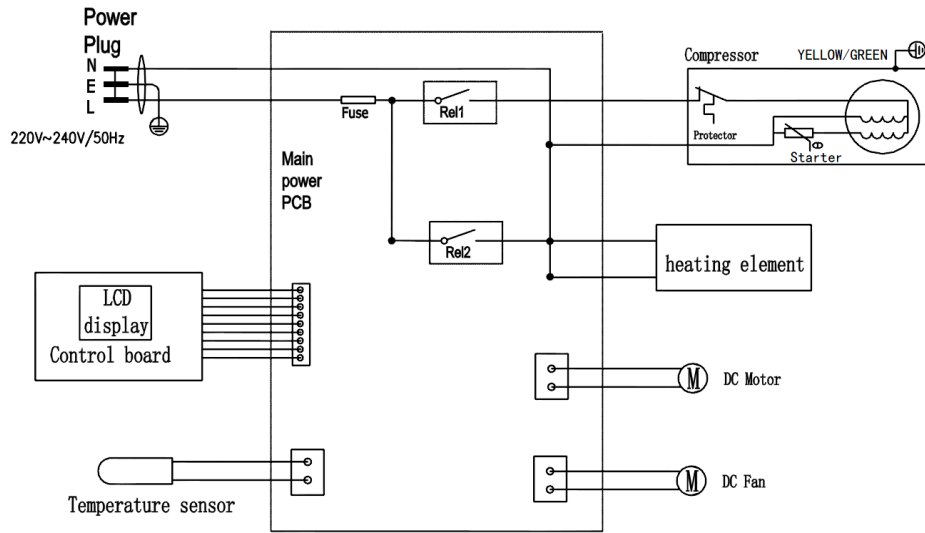 Power
Plug
N
E
L
220V~240V/50Hz
Fuse
Rel1
Compressor
YELLOW/GREEN
Protector
Starter
Main
power
PCB
Rel2
heating element
LCD
display
Control board
M
DC Motor
Temperature sensor
M
DC Fan